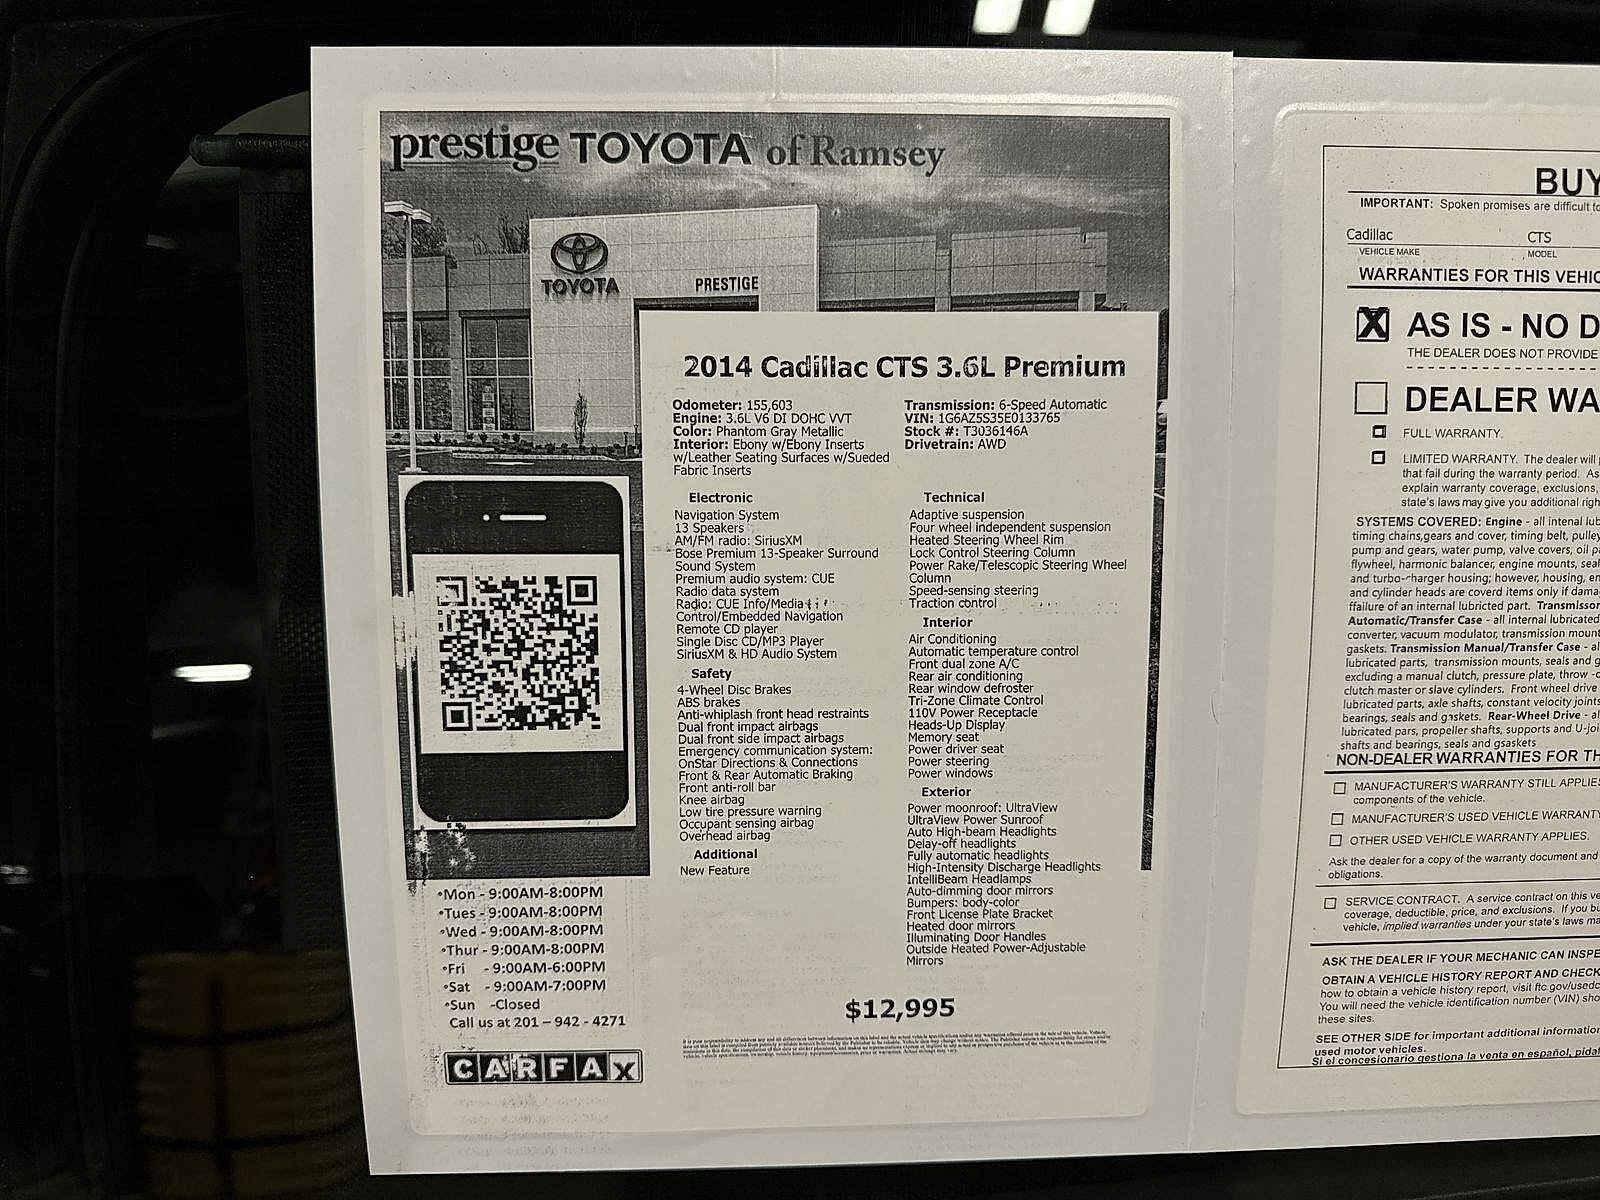 prestige TOYOTA of Ramsey
TOYOTA
PRESTIGE
2014 Cadillac CTS 3.6L Premium
Odometer: 155,603
Engine: 3.6L V6 DI DOHC VVT
Color: Phantom Gray Metallic
Interior: Ebony w/Ebony Inserts
w/Leather Seating Surfaces w/Sueded
Fabric Inserts
Transmission: 6-Speed Automatic
VIN: 1G6AZ5S35E0133765
Stock #: T3036146A
Drivetrain: AWD
Electronic
Navigation System
13 Speakers
AM/FM radio: SiriusXM
Bose Premium 13-Speaker Surround
Sound System
Premium audio system: CUE
Radio data system
Radio: CUE Info/Media
Control/Embedded Navigation
Remote CD player
Single Disc CD/MP3 Player
SiriusXM & HD Audio System
Safety
4-Wheel Disc Brakes
ABS brakes
Anti-whiplash front head restraints
Dual front impact airbags
Dual front side impact airbags
Emergency communication system:
OnStar Directions & Connections
Front & Rear Automatic Braking
Front anti-roll bar
Knee airbag
Low tire pressure warning
Occupant sensing airbag
Overhead airbag
Additional
New Feature
Technical
Adaptive suspension
Four wheel independent suspension
Heated Steering Wheel Rim
Lock Control Steering Column
Power Rake/Telescopic Steering Wheel
Column
Speed-sensing steering
Traction control
Interior
Air Conditioning
Automatic temperature control
Front dual zone A/C
Rear air conditioning
Rear window defroster
Tri-Zone Climate Control
110V Power Receptacle
Heads-Up Display
Memory seat
Power driver seat
Power steering
Power windows
Exterior
Power moonroof: UltraView
UltraView Power Sunroof
Auto High-beam Headlights
Delay-off headlights
Fully automatic headlights
High-Intensity Discharge Headlights
IntelliBeam Headlamps
Auto-dimming door mirrors
Bumpers: body-color
Front License Plate Bracket
Heated door mirrors
Illuminating Door Handles
Outside Heated Power-Adjustable
Mirrors
$12,995
•Mon - 9:00AM-8:00PM
•Tues - 9:00AM-8:00PM
•Wed - 9:00AM-8:00PM
•Thur - 9:00AM-8:00PM
•Fri - 9:00AM-6:00PM
•Sat - 9:00AM-7:00PM
•Sun -Closed
Call us at 201 – 942 - 4271
CARFAX
BUY
IMPORTANT: Spoken promises are difficult to
Cadillac CTS
VEHICLE MAKE MODEL
WARRANTIES FOR THIS VEHIC
X AS IS - NO D
THE DEALER DOES NOT PROVIDE
DEALER WA
FULL WARRANTY.
LIMITED WARRANTY. The dealer will
that fail during the warranty period. As
explain warranty coverage, exclusions,
state's laws may give you additional righ
SYSTEMS COVERED: Engine - all intenal lub
timing chains,gears and cover, timing belt, pulley
pump and gears, water pump, valve covers, oil p
flywheel, harmonic balancer, engine mounts, seal
and turbo-charger housing; however, housing, en
and cylinder heads are coverd items only if dama
ffailure of an internal lubricted part. Transmissor
Automatic/Transfer Case - all internal lubricated
converter, vacuum modulator, transmission mount
gaskets. Transmission Manual/Transfer Case - al
lubricated parts, transmission mounts, seals and g
excluding a manual clutch, pressure plate, throw -o
clutch master or slave cylinders. Front wheel drive
lubricated parts, axle shafts, constant velocity joints
bearings, seals and gaskets. Rear-Wheel Drive - al
lubricated pars, propeller shafts, supports and U-joi
shafts and bearings, seals and gsaskets
NON-DEALER WARRANTIES FOR TH
MANUFACTURER'S WARRANTY STILL APPLIES
components of the vehicle.
MANUFACTURER'S USED VEHICLE WARRANTY
OTHER USED VEHICLE WARRANTY APPLIES.
Ask the dealer for a copy of the warranty document and
obligations.
SERVICE CONTRACT. A service contract on this ve
coverage, deductible, price, and exclusions. If you bu
vehicle, implied warranties under your state's laws ma
ASK THE DEALER IF YOUR MECHANIC CAN INSPE
OBTAIN A VEHICLE HISTORY REPORT AND CHECK
how to obtain a vehicle history report, visit ftc.gov/usedc
You will need the vehicle identification number (VIN) sho
these sites.
SEE OTHER SIDE for important additional information
used motor vehicles.
Si el concesionario gestiona la venta en español, pidal